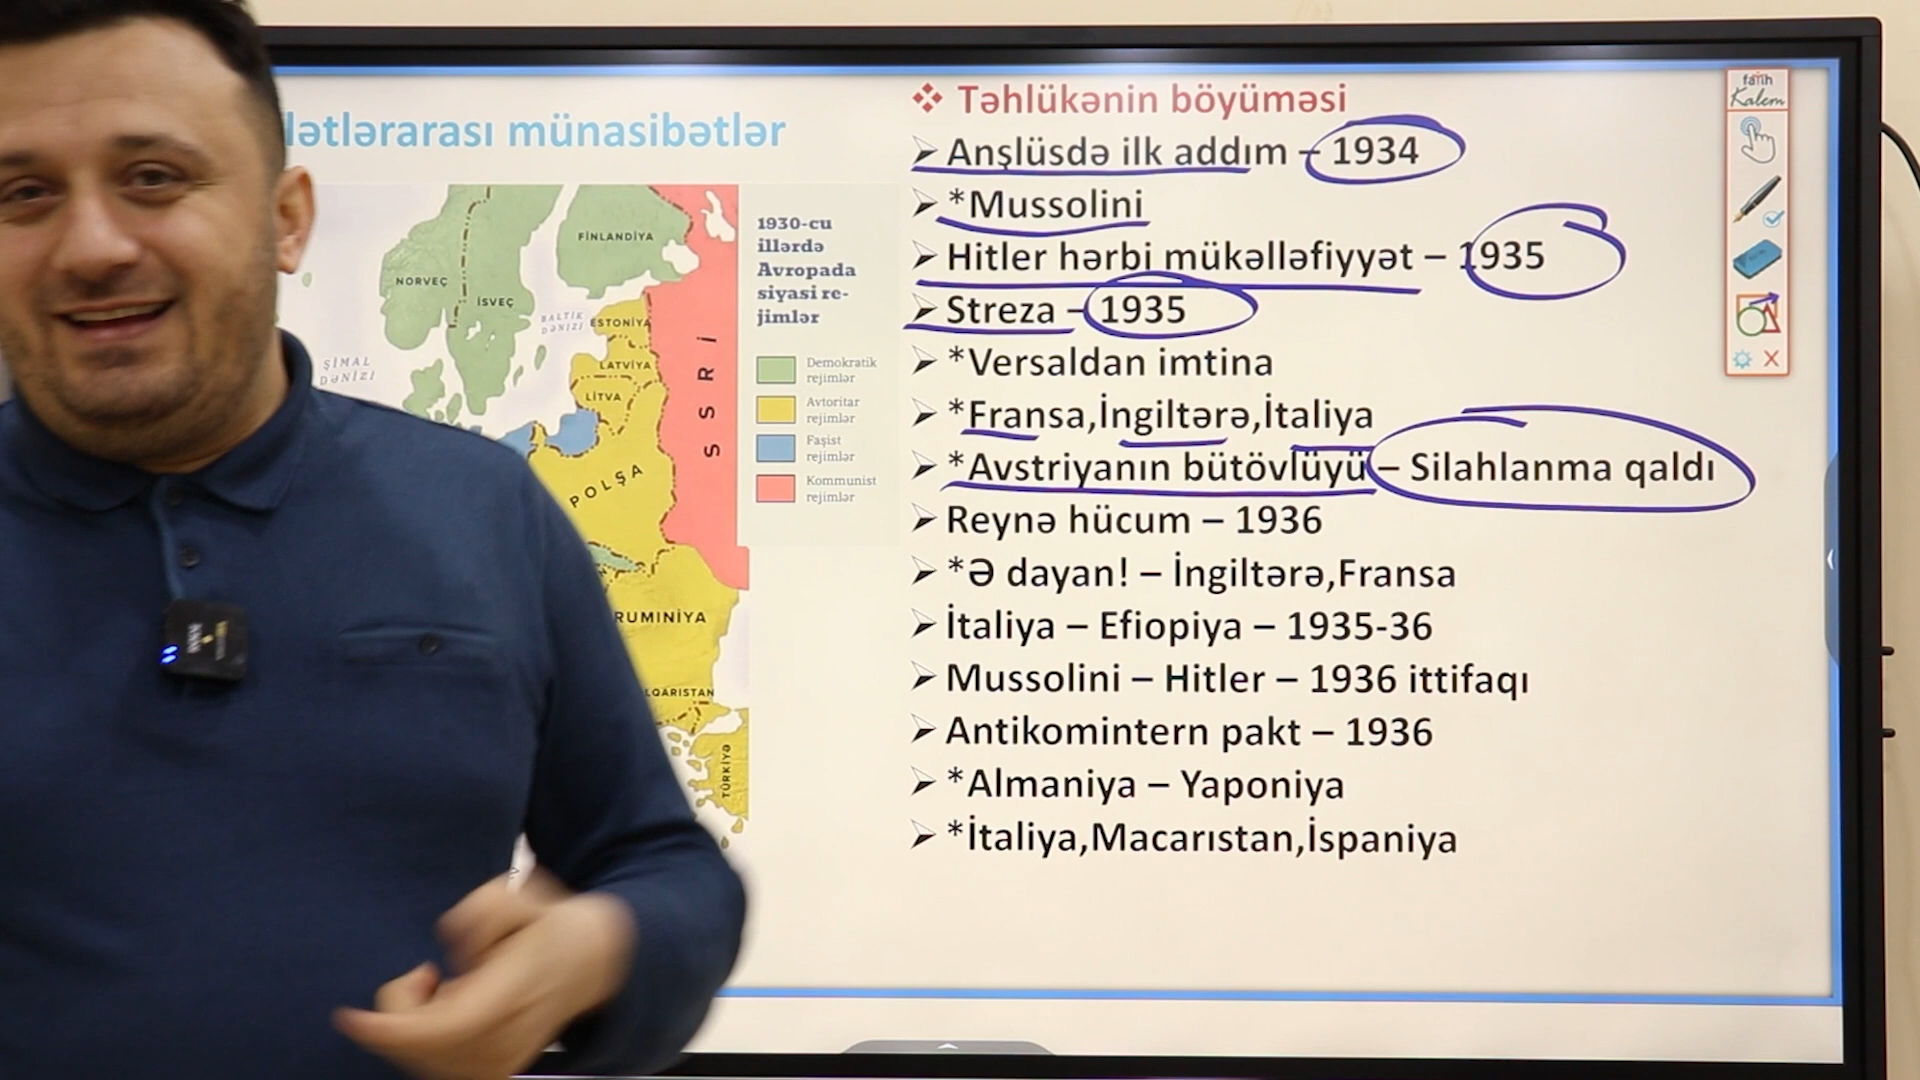 lətlərarası münasibətlər
❖ Təhlükənin böyüməsi
➢ Anşlüsdə ilk addım – 1934
➢ *Mussolini
➢ Hitler hərbi mükəlləfiyyət – 1935
➢ Streza – 1935
➢ *Versaldan imtina
➢ *Fransa,İngiltərə,İtaliya
➢ *Avstriyanın bütövlüyü – Silahlanma qaldı
➢ Reynə hücum – 1936
➢ *Ə dayan! – İngiltərə,Fransa
➢ İtaliya – Efiopiya – 1935-36
➢ Mussolini – Hitler – 1936 ittifaqı
➢ Antikomintern pakt – 1936
➢ *Almaniya – Yaponiya
➢ *İtaliya,Macarıstan,İspaniya
1930-cu
illərdə
Avropada
siyasi re-
jimlər
Demokratik
rejimlər
Avtoritar
rejimlər
Faşist
rejimlər
Kommunist
rejimlər
FİNLANDİYA
NORVEÇ
İSVEÇ
BALTİK
DƏNİZİ
ESTONİYA
ŞİMAL
DƏNİZİ
LATVİYA
LİTVA
SSRİ
POLŞA
RUMINİYA
LQARISTAN
TÜRKİYƏ
fatih
Kalem